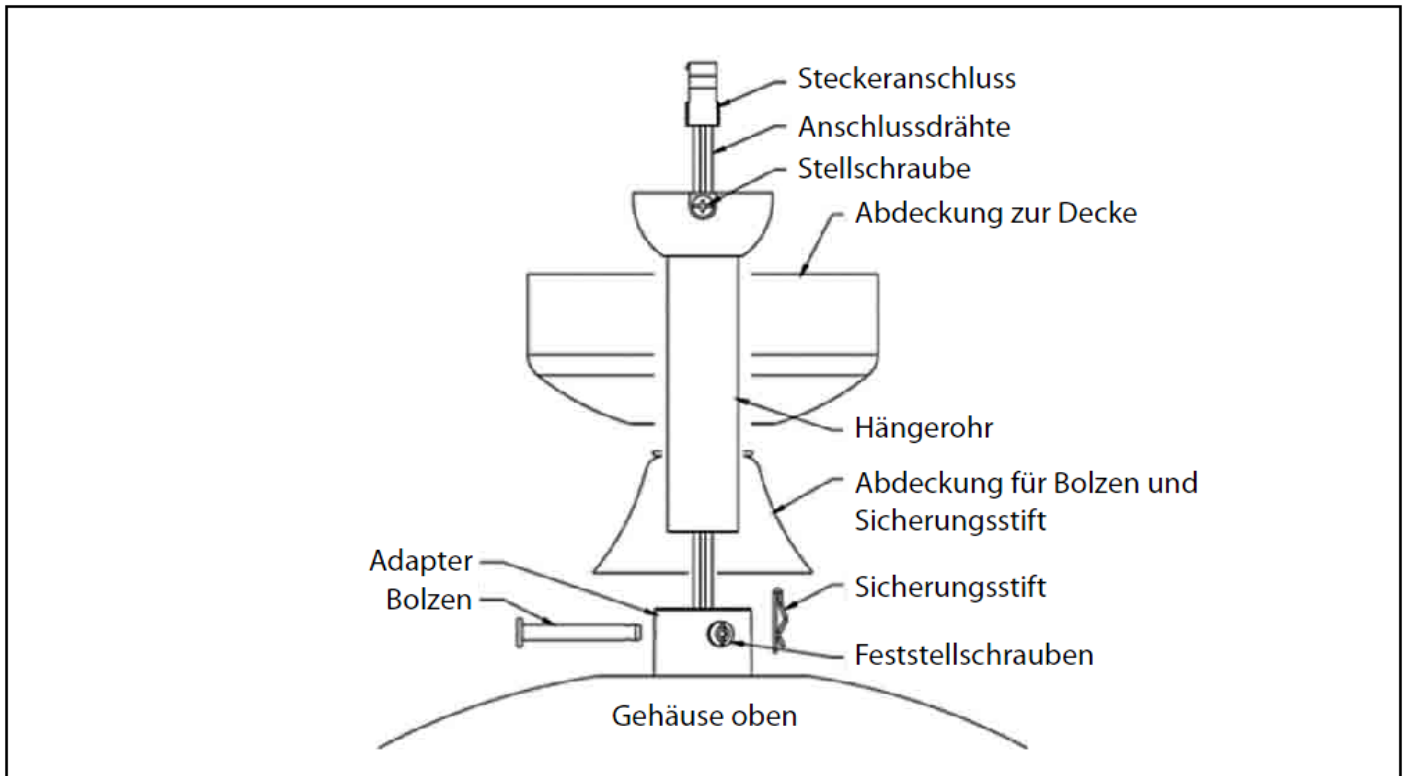 Steckeranschluss
Anschlussdrähte
Stellschraube
Abdeckung zur Decke
Hängerohr
Abdeckung für Bolzen und
Sicherungsstift
Adapter
Bolzen
Sicherungsstift
Feststellschrauben
Gehäuse oben